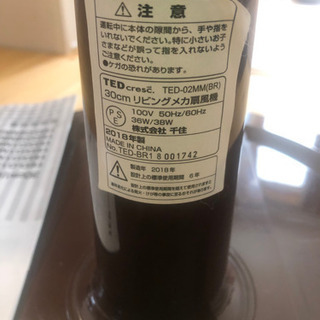 注意
運転中に本体の隙間から、手や指を
いれないでください。特に小さいお子
さまなどが誤って指を入れないよう
ご注意ください。
●ケガの恐れがあります。
TEDcresc. TED-02MM(BR)
30cm リビングメカ扇風機
PSE
100V 50Hz/60Hz
36W/38W
株式会社 千住
2018年製
MADE IN CHINA
No.TED-BR18001742
製造年 2018年
設計上の標準使用期間 6年